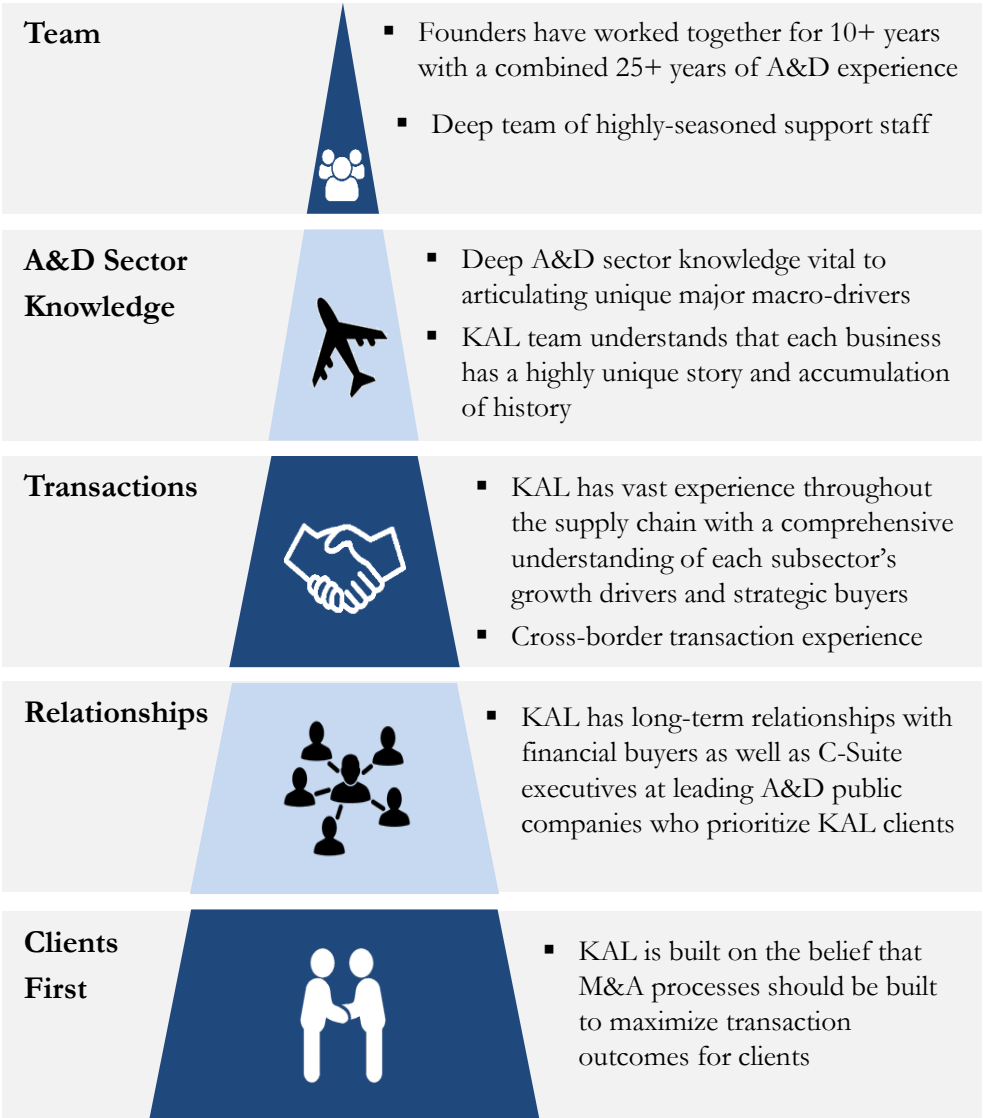 Team
▪ Founders have worked together for 10+ years
with a combined 25+ years of A&D experience
▪ Deep team of highly-seasoned support staff
A&D Sector
Knowledge
▪ Deep A&D sector knowledge vital to
articulating unique major macro-drivers
▪ KAL team understands that each business
has a highly unique story and accumulation
of history
Transactions
▪ KAL has vast experience throughout
the supply chain with a comprehensive
understanding of each subsector’s
growth drivers and strategic buyers
▪ Cross-border transaction experience
Relationships
▪ KAL has long-term relationships with
financial buyers as well as C-Suite
executives at leading A&D public
companies who prioritize KAL clients
Clients
First
▪ KAL is built on the belief that
M&A processes should be built
to maximize transaction
outcomes for clients